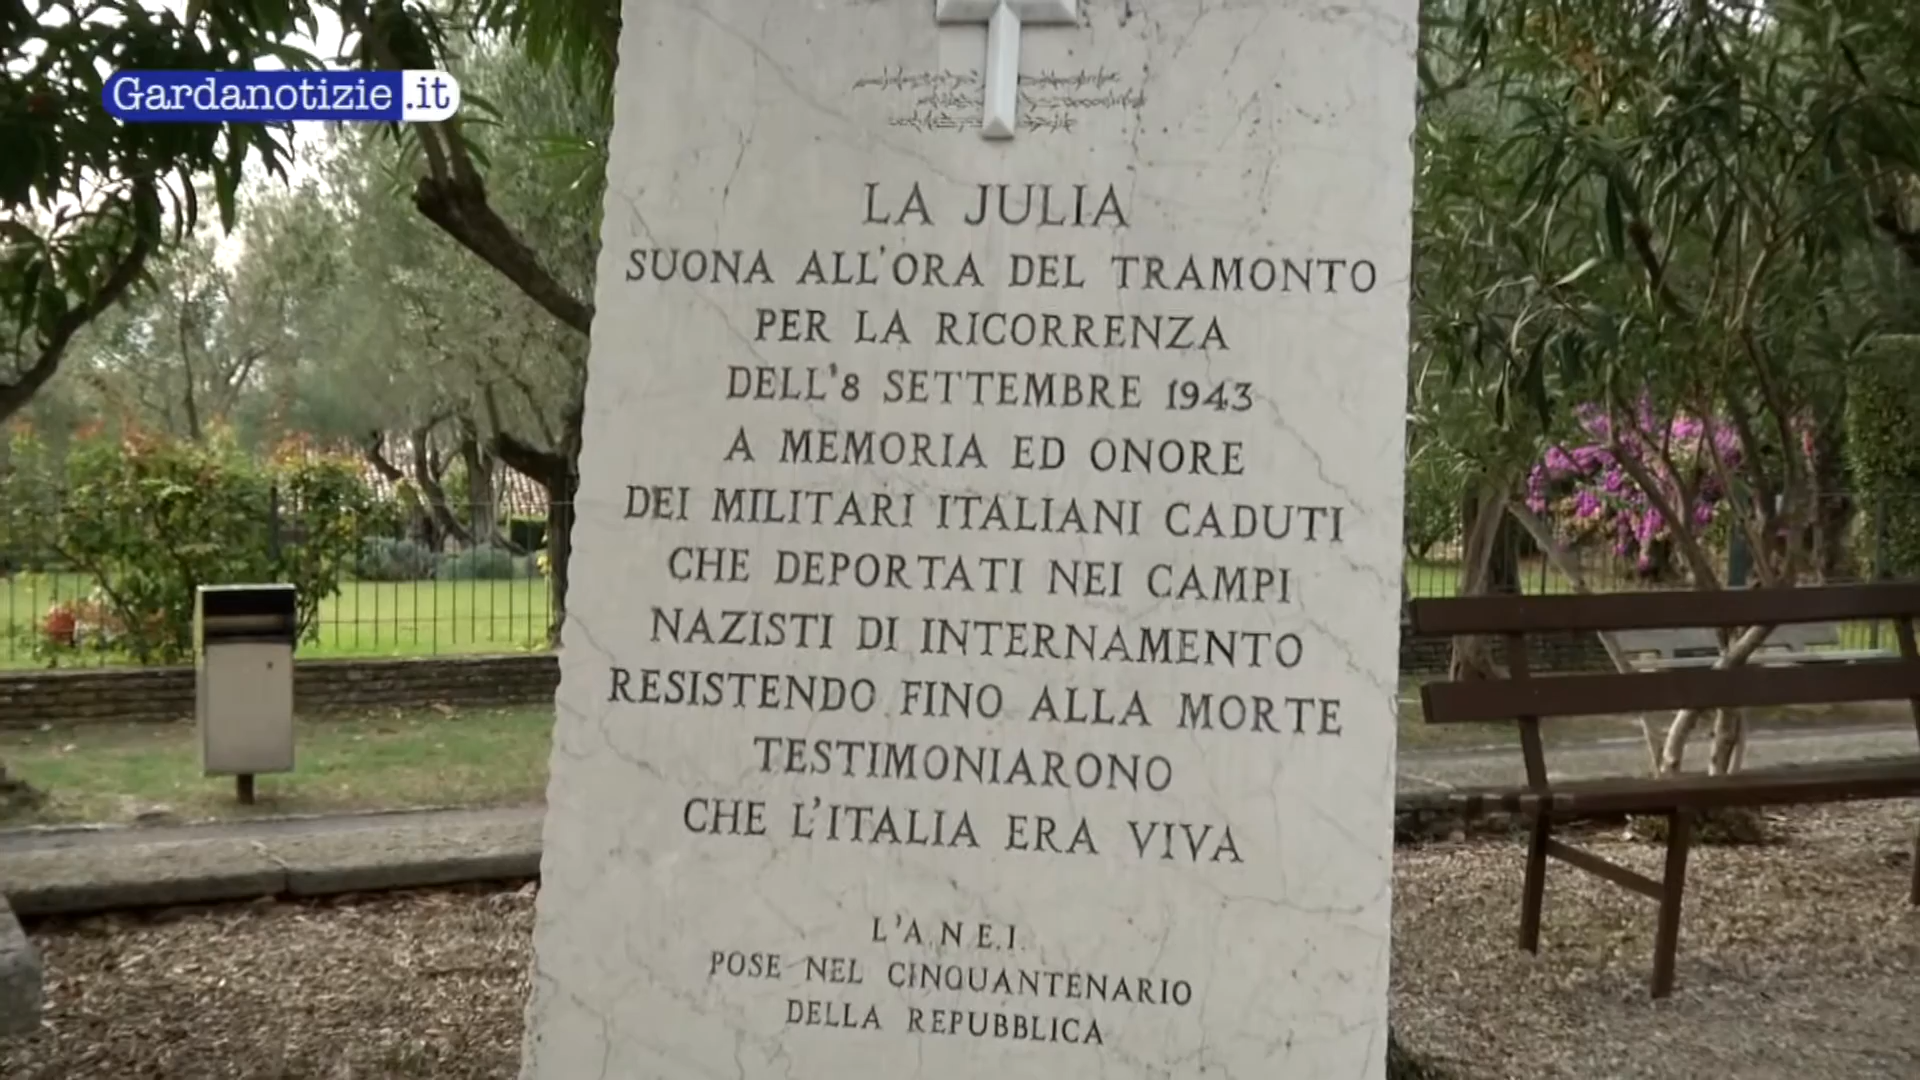 Gardanotizie.it
LA JULIA
SUONA ALL'ORA DEL TRAMONTO
PER LA RICORRENZA
DELL'8 SETTEMBRE 1943
A MEMORIA ED ONORE
DEI MILITARI ITALIANI CADUTI
CHE DEPORTATI NEI CAMPI
NAZISTI DI INTERNAMENTO
RESISTENDO FINO ALLA MORTE
TESTIMONIARONO
CHE L'ITALIA ERA VIVA
L'A.N.E.I.
POSE NEL CINQUANTENARIO
DELLA REPUBBLICA